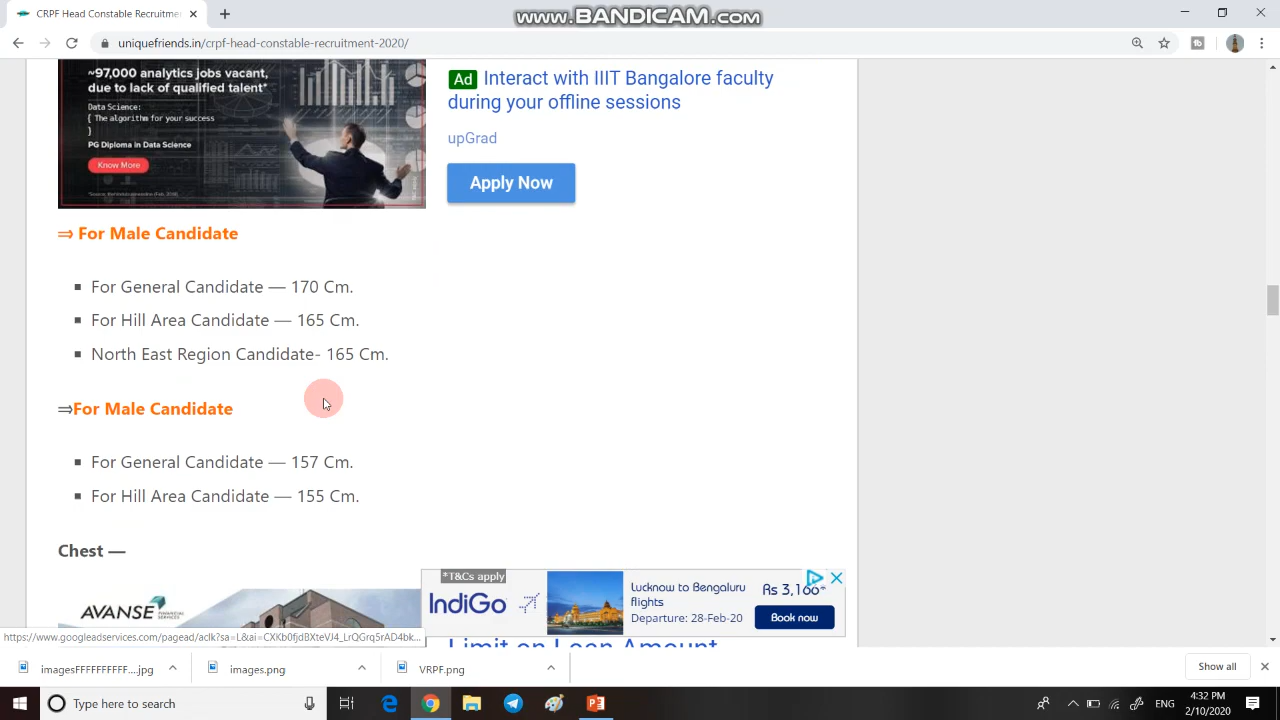 CRPF Head Constable Recruitmen
WWW.BANDICAM.COM
uniquefriends.in/crpf-head-constable-recruitment-2020/
~97,000 analytics jobs vacant,
due to lack of qualified talent*
Data Science:
{ The algorithm for your success
}
PG Diploma in Data Science
Know More
Ad Interact with IIIT Bangalore faculty
during your offline sessions
upGrad
Apply Now
⇒ For Male Candidate
▪ For General Candidate — 170 Cm.
▪ For Hill Area Candidate — 165 Cm.
▪ North East Region Candidate- 165 Cm.
⇒For Male Candidate
▪ For General Candidate — 157 Cm.
▪ For Hill Area Candidate — 155 Cm.
Chest —
AVANSE
FINANCIAL
SERVICES
*T&Cs apply
IndiGo
Lucknow to Bengaluru
flights
Departure: 28-Feb-20
Rs 3,166*
Book now
Limit on Loan Amount
imagesFFFFFFFFFF....jpg
images.png
VRPF.png
Show all
Type here to search
ENG
4:32 PM
2/10/2020